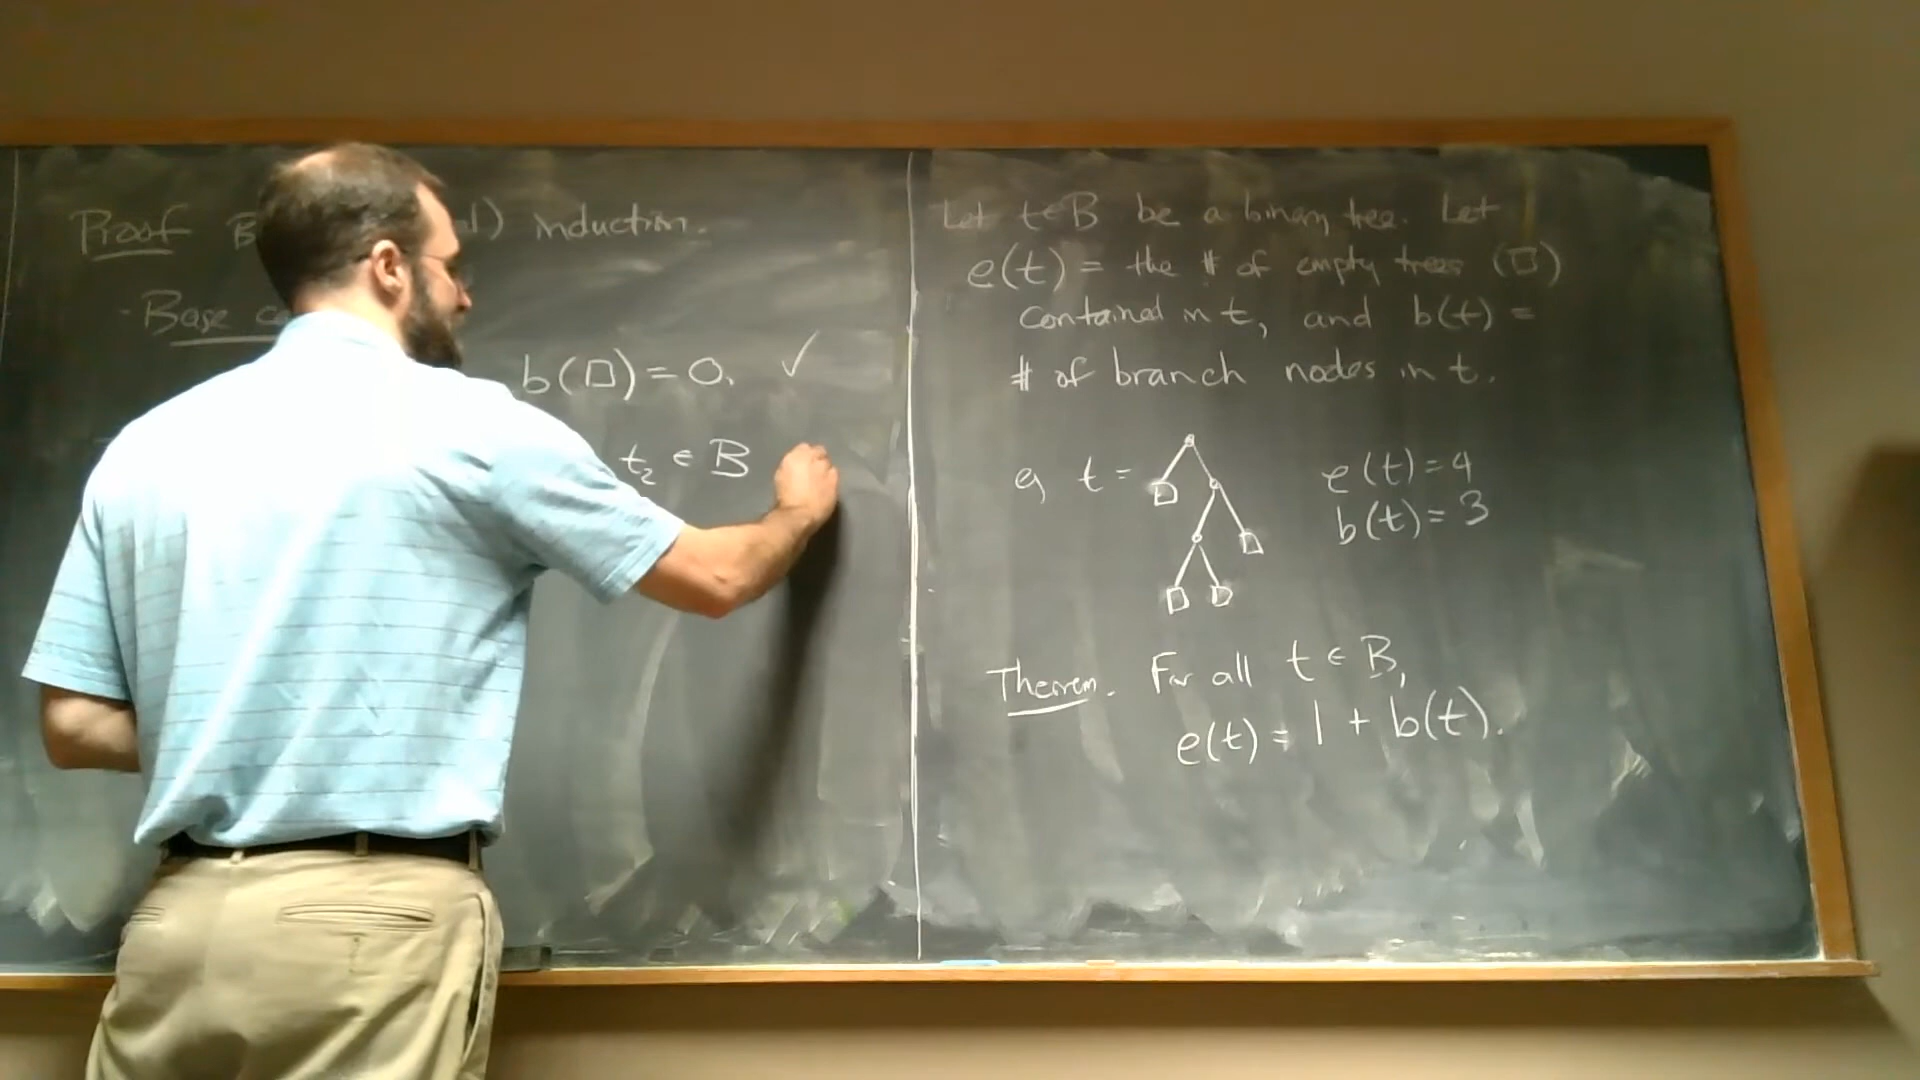 Proof B l) induction.
· Base ca
b(□) = 0. ✓
t₂ ∈ B
Let t∈B be a binary tree. Let
e(t) = the # of empty trees (□)
contained in t, and b(t) =
# of branch nodes in t.
eg t =
e(t) = 4
b(t) = 3
Theorem. For all t ∈ B,
e(t) = 1 + b(t).